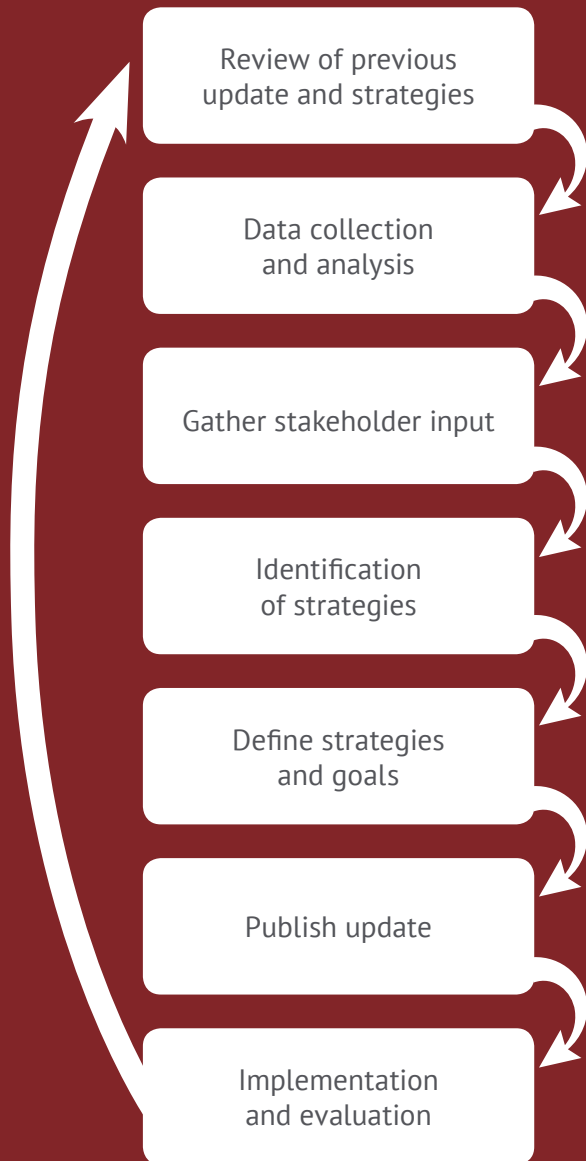 Review of previous
update and strategies
Data collection
and analysis
Gather stakeholder input
Identification
of strategies
Define strategies
and goals
Publish update
Implementation
and evaluation